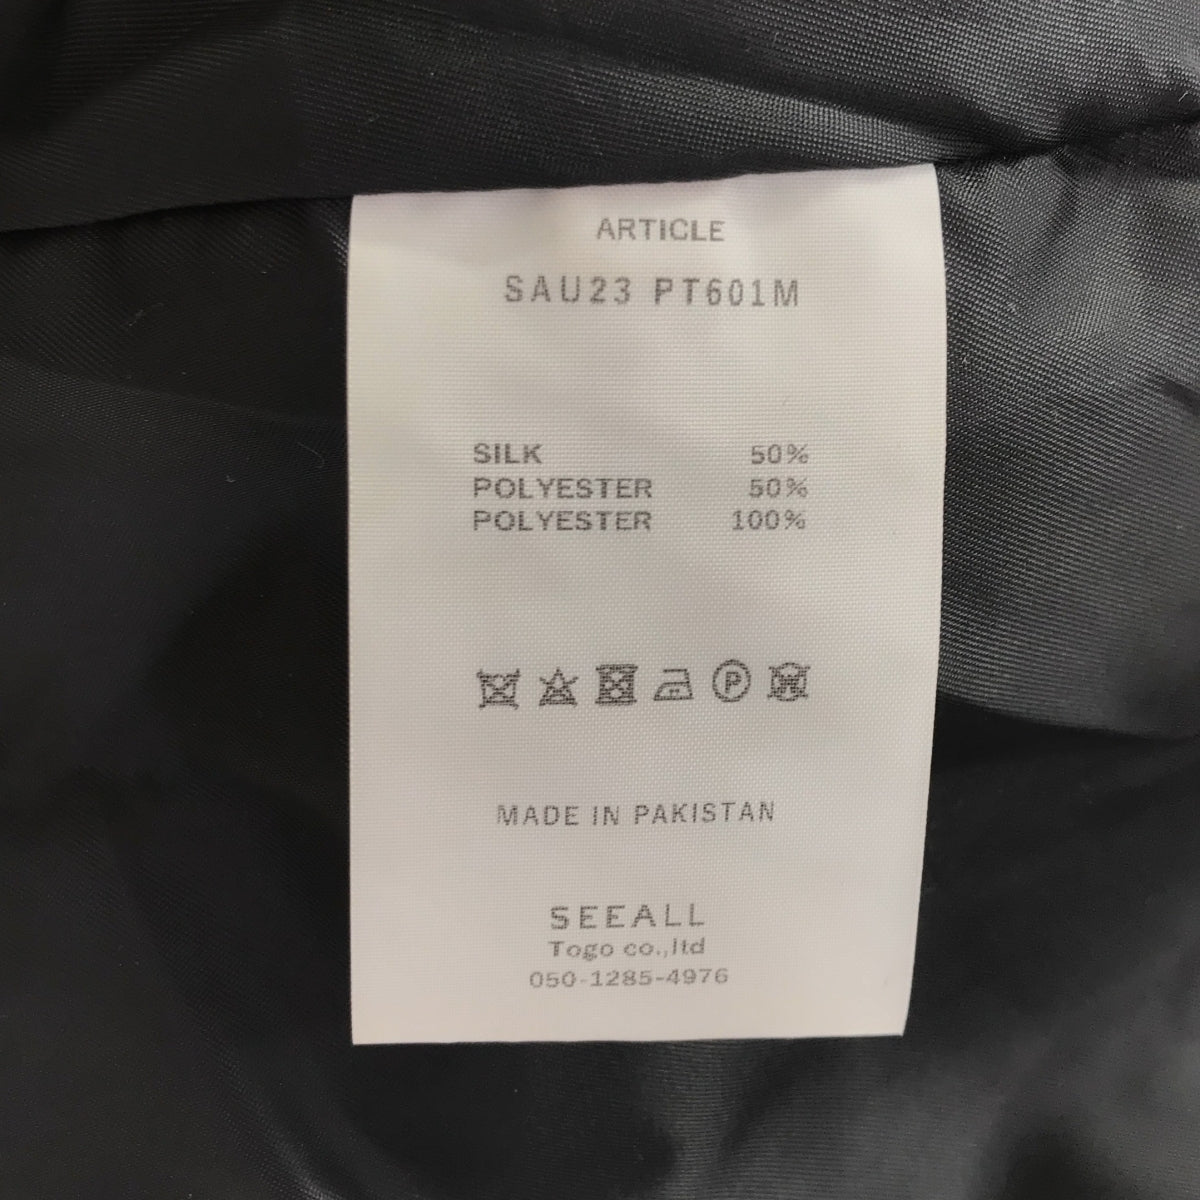 ARTICLE
SAU23 PT601M
SILK 50%
POLYESTER 50%
POLYESTER 100%
P
W
MADE IN PAKISTAN
SEEALL
Togo co.,ltd
050-1285-4976